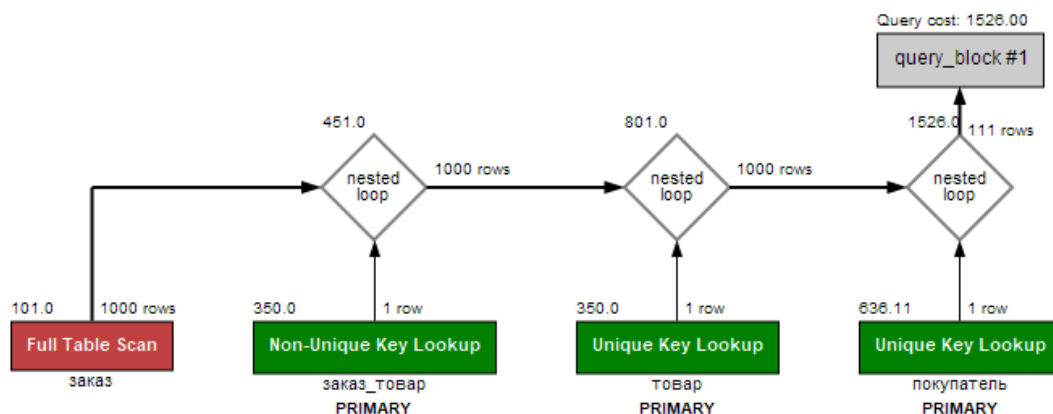 Query cost: 1526.00
query_block #1
451.0
801.0
1526.0
111 rows
nested
loop
1000 rows
nested
loop
1000 rows
nested
loop
101.0
1000 rows
350.0
1 row
350.0
1 row
636.11
1 row
Full Table Scan
Non-Unique Key Lookup
Unique Key Lookup
Unique Key Lookup
заказ
заказ_товар
товар
покупатель
PRIMARY
PRIMARY
PRIMARY